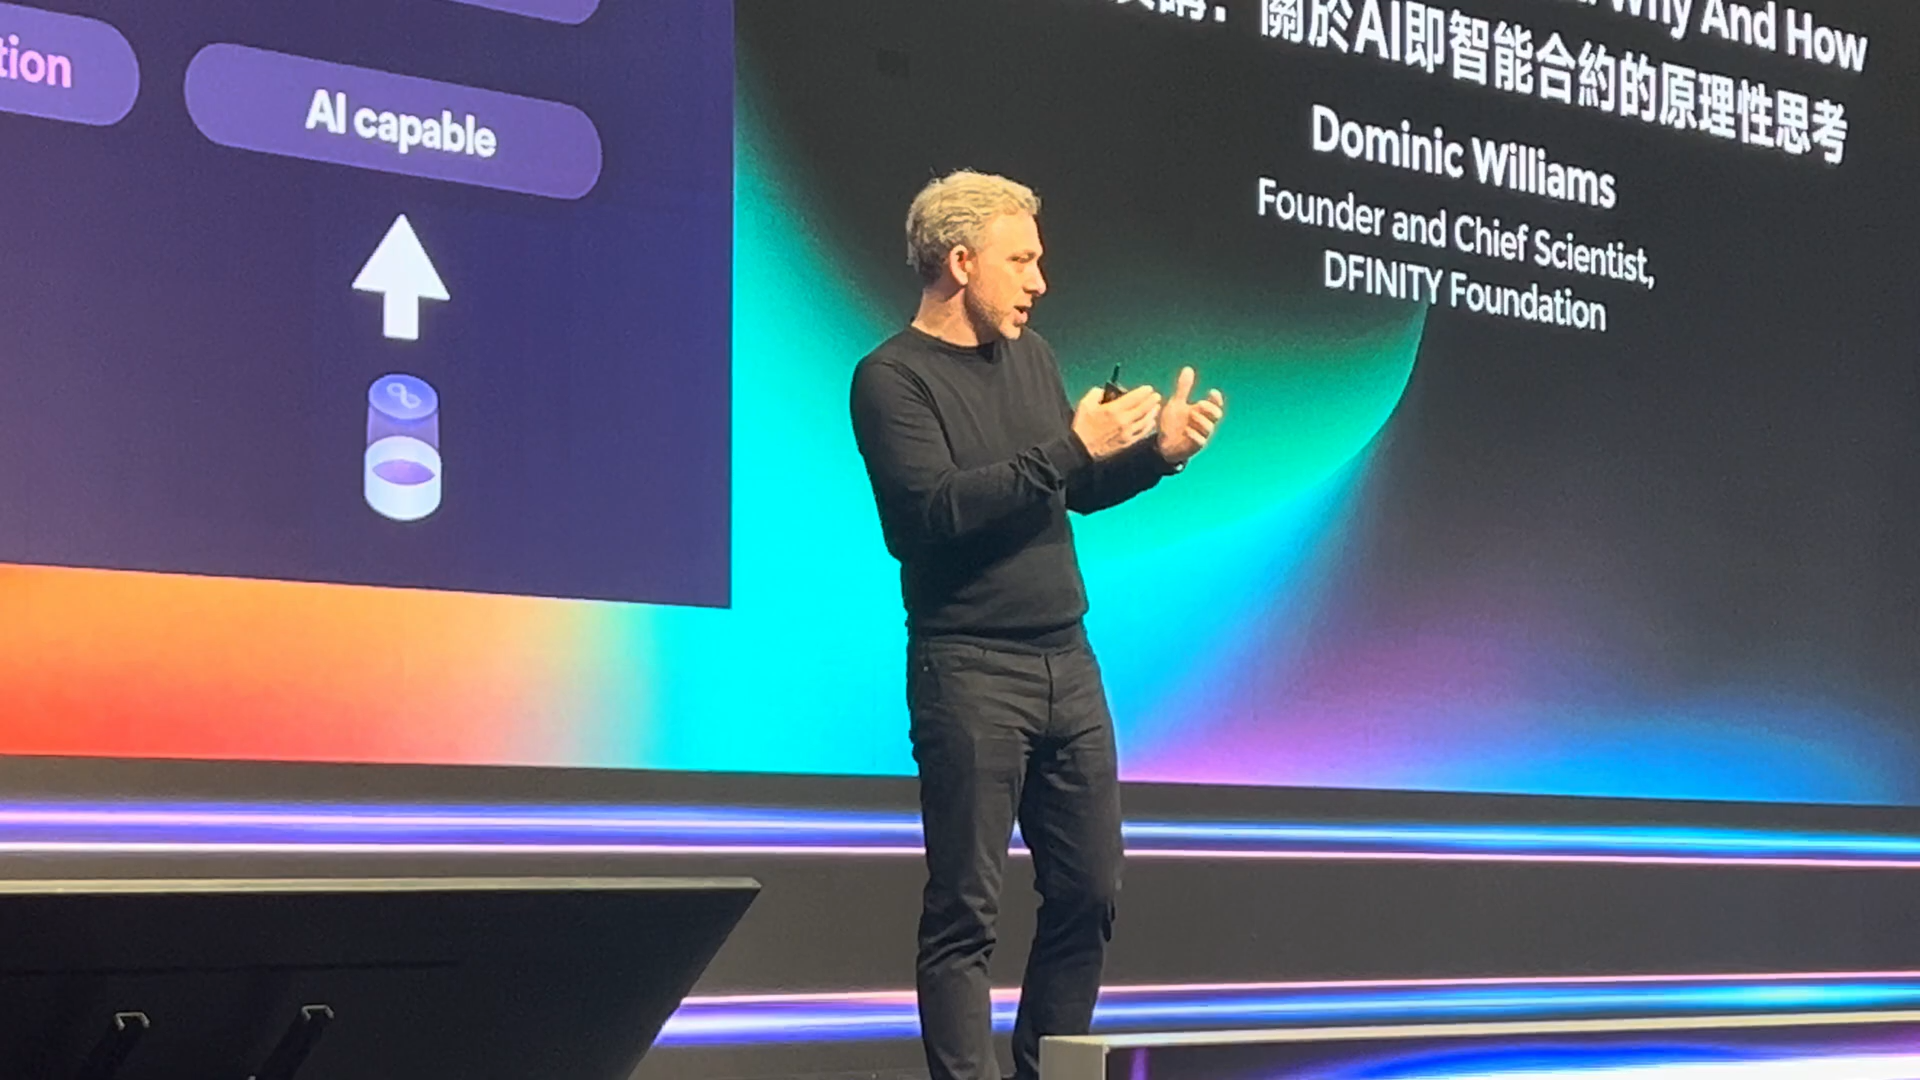 tion
AI capable
Why And How
關於AI即智能合約的原理性思考
Dominic Williams
Founder and Chief Scientist,
DFINITY Foundation